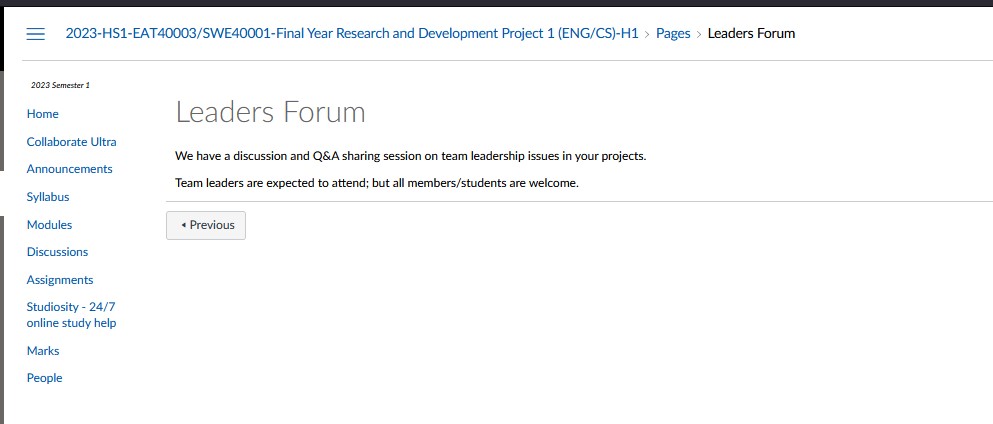 2023-HS1-EAT40003/SWE40001-Final Year Research and Development Project 1 (ENG/CS)-H1 > Pages > Leaders Forum
2023 Semester 1
Home
Collaborate Ultra
Announcements
Syllabus
Modules
Discussions
Assignments
Studiosity - 24/7
online study help
Marks
People
Leaders Forum
We have a discussion and Q&A sharing session on team leadership issues in your projects.
Team leaders are expected to attend; but all members/students are welcome.
◂ Previous